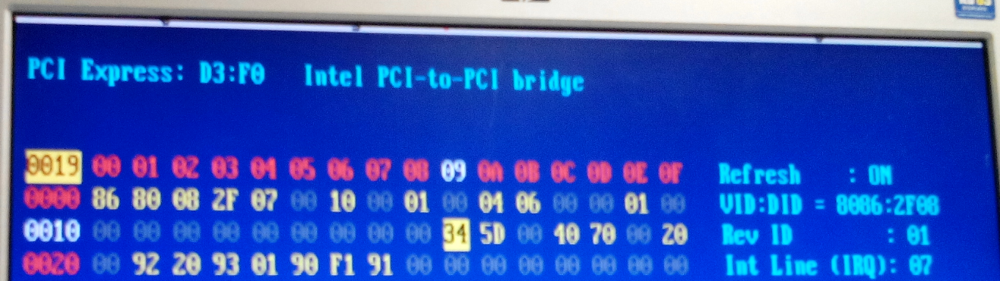 PCI Express: D3:F0 Intel PCI-to-PCI bridge
0019 00 01 02 03 04 05 06 07 08 09 0A 0B 0C 0D 0E 0F Refresh : ON
0000 86 80 08 2F 07 00 10 00 01 00 04 06 00 00 01 00 VID:DID = 8086:2F08
0010 00 00 00 00 00 00 00 00 00 34 5D 00 40 70 00 20 Rev ID : 01
0020 00 92 20 93 01 90 F1 91 00 00 00 00 00 00 00 00 Int Line (IRQ): 07